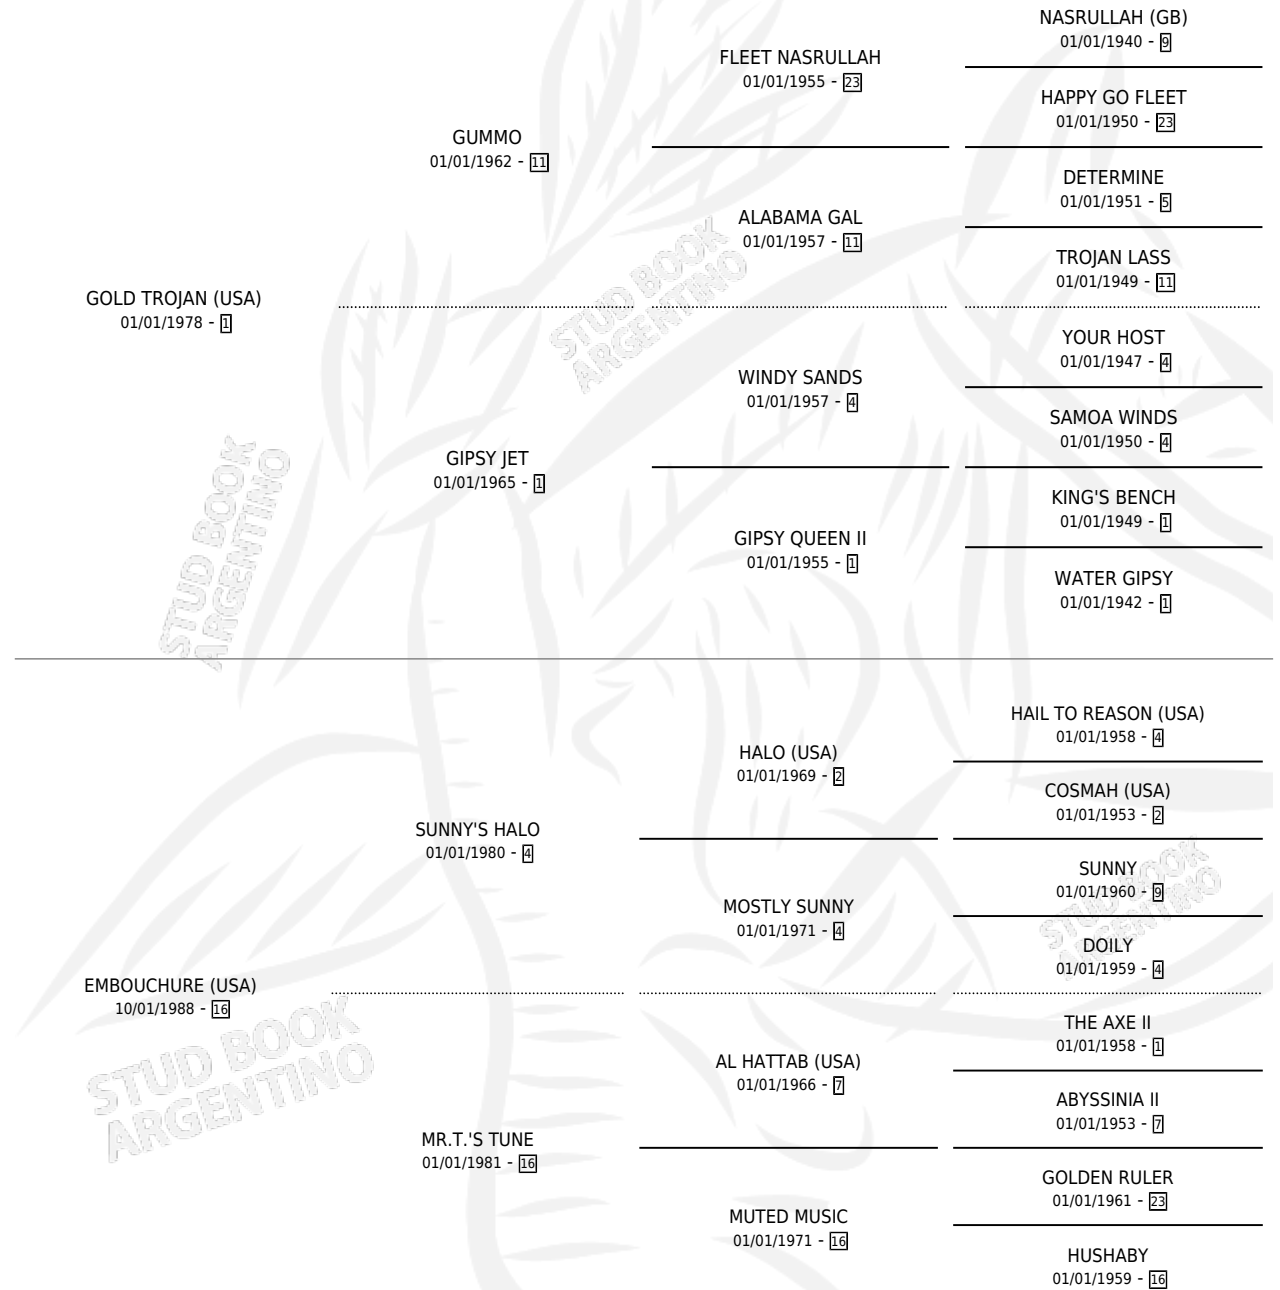 NASRULLAH (GB)
01/01/1940 - 9
FLEET NASRULLAH
01/01/1955 - 23
HAPPY GO FLEET
01/01/1950 - 23
GUMMO
01/01/1962 - 11
DETERMINE
01/01/1951 - 5
ALABAMA GAL
01/01/1957 - 11
TROJAN LASS
01/01/1949 - 11
GOLD TROJAN (USA)
01/01/1978 - 1
YOUR HOST
01/01/1947 - 4
WINDY SANDS
01/01/1957 - 4
SAMOA WINDS
01/01/1950 - 4
GIPSY JET
01/01/1965 - 1
KING'S BENCH
01/01/1949 - 1
GIPSY QUEEN II
01/01/1955 - 1
WATER GIPSY
01/01/1942 - 1
HAIL TO REASON (USA)
01/01/1958 - 4
HALO (USA)
01/01/1969 - 2
COSMAH (USA)
01/01/1953 - 2
SUNNY'S HALO
01/01/1980 - 4
SUNNY
01/01/1960 - 9
MOSTLY SUNNY
01/01/1971 - 4
DOILY
01/01/1959 - 4
EMBOUCHURE (USA)
10/01/1988 - 16
THE AXE II
01/01/1958 - 1
AL HATTAB (USA)
01/01/1966 - 7
ABYSSINIA II
01/01/1953 - 7
MR.T.'S TUNE
01/01/1981 - 16
GOLDEN RULER
01/01/1961 - 23
MUTED MUSIC
01/01/1971 - 16
HUSHABY
01/01/1959 - 16
STUD BOOK
ARGENTINO
STUD BOOK
ARGENTINO
STUD BOOK
ARGENTINO
STUD BOOK
ARGENTINO